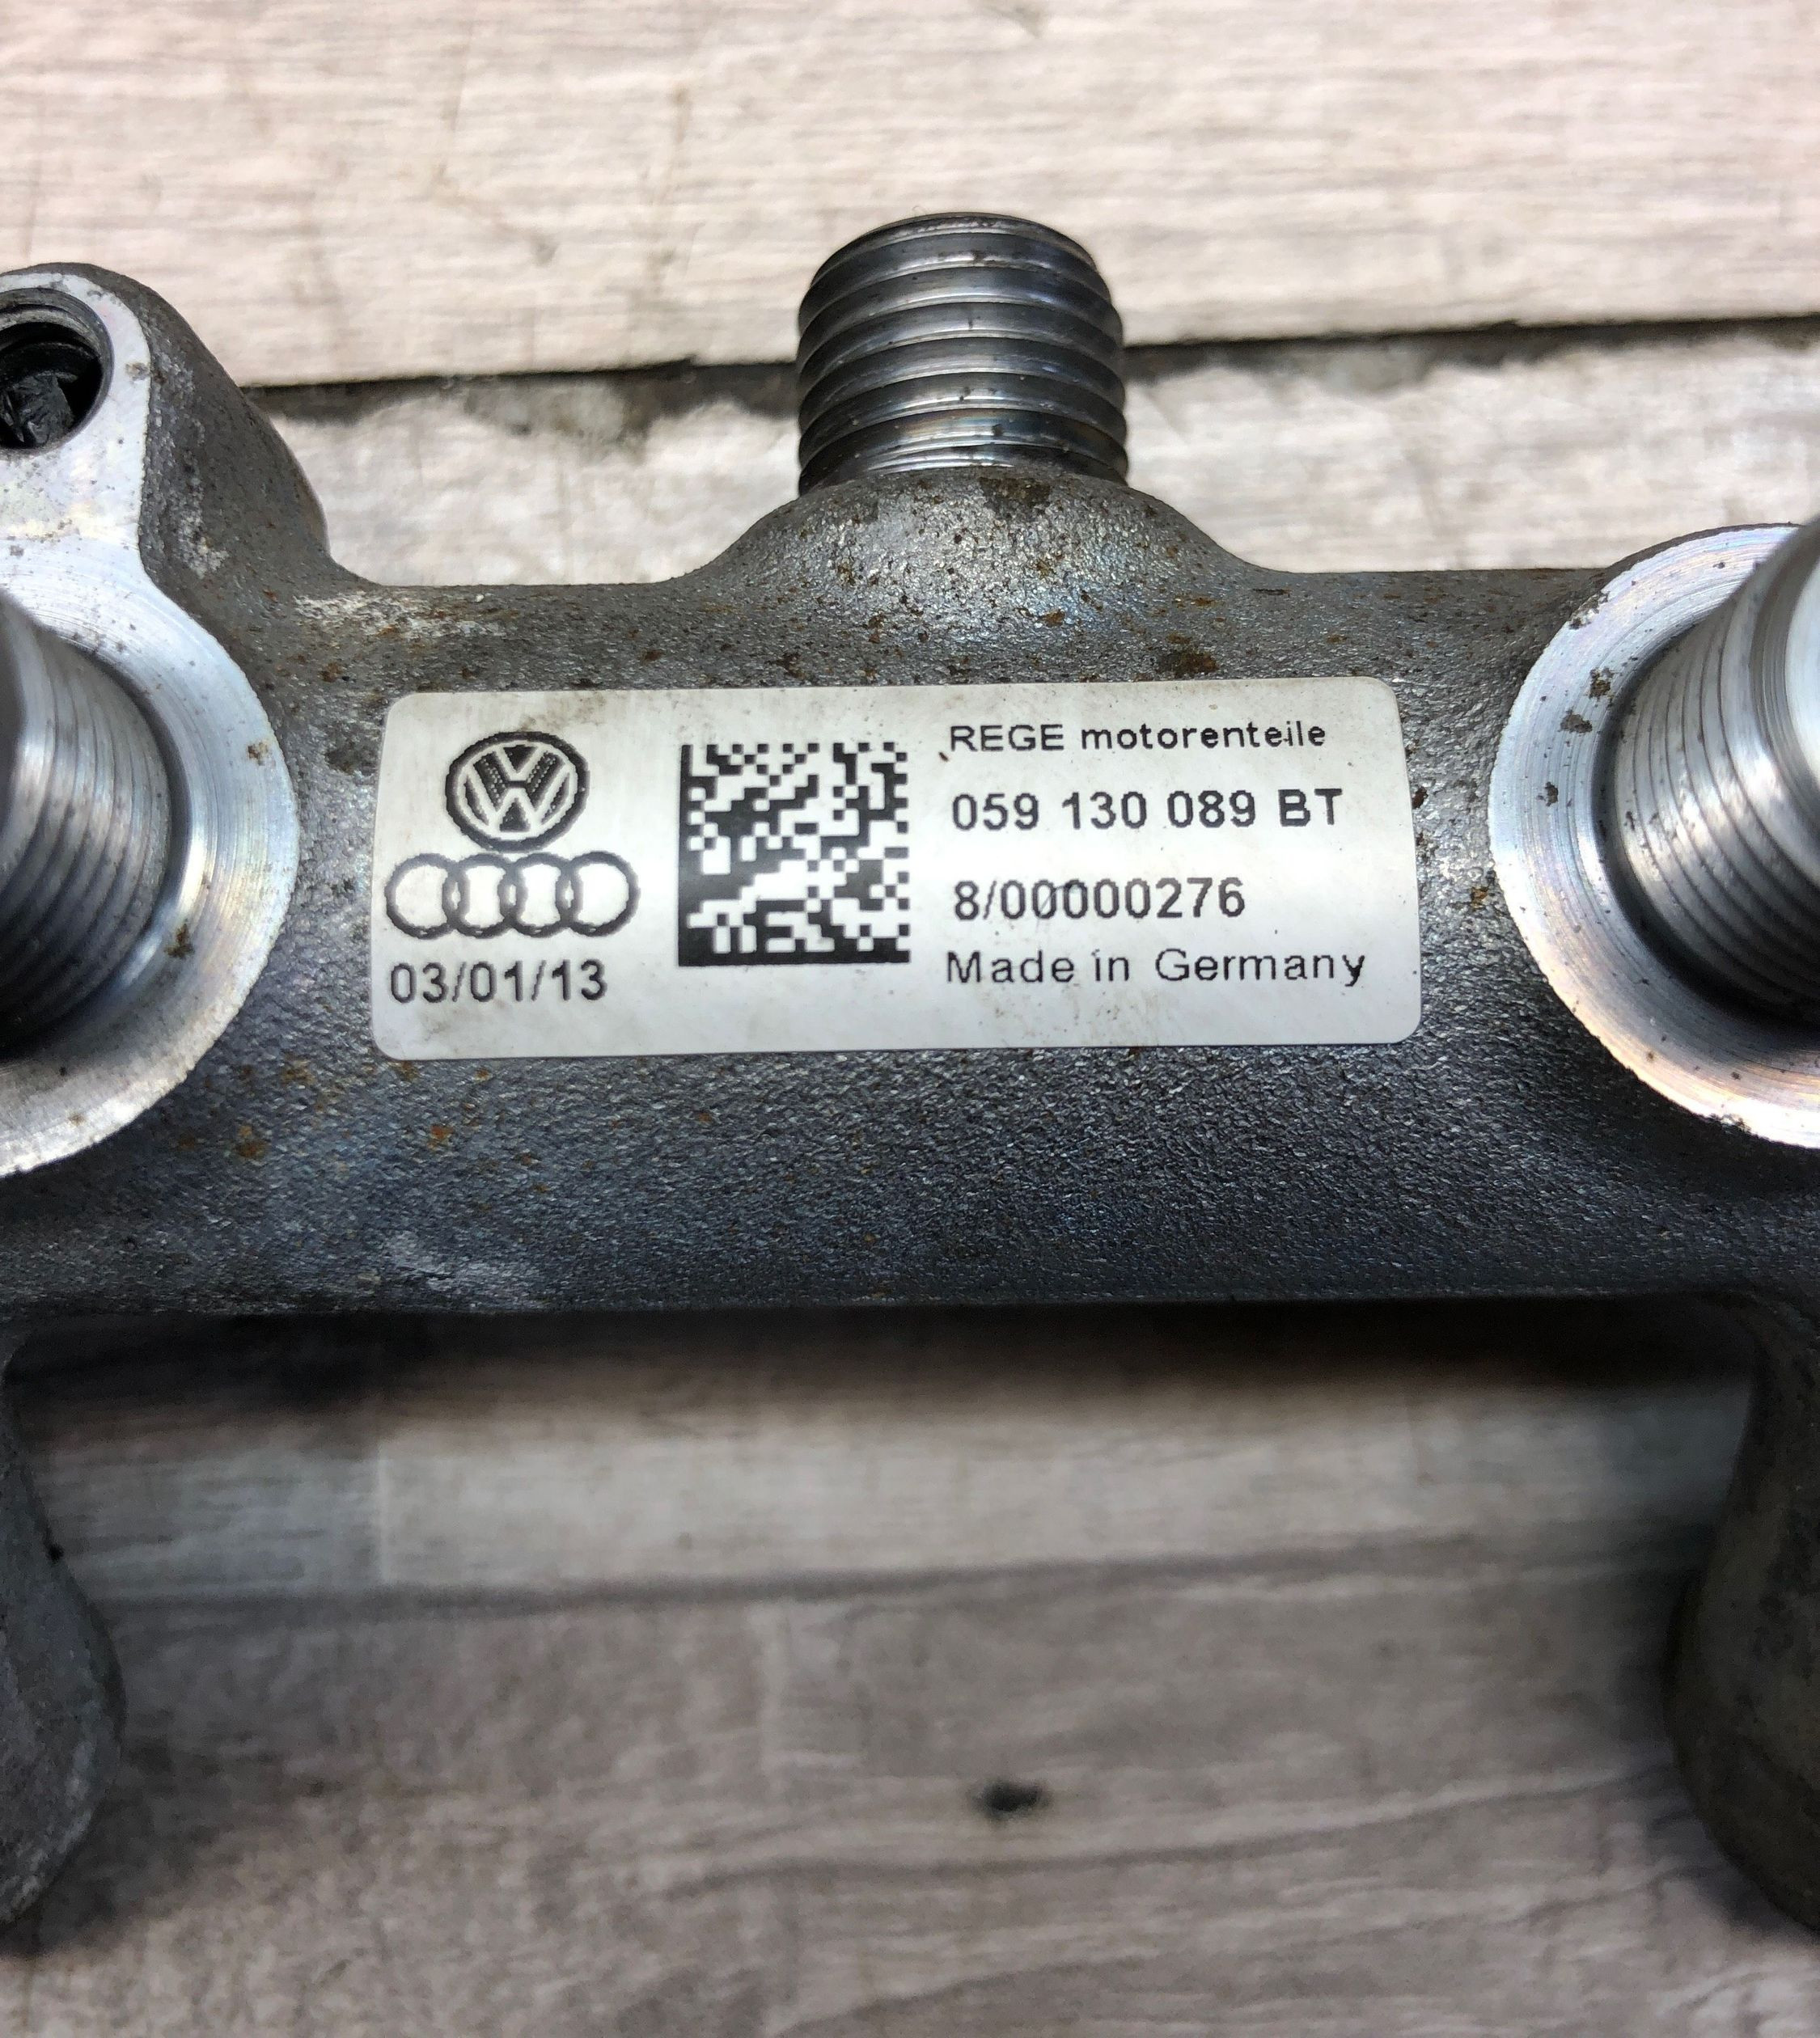 REGE motorenteile
059 130 089 BT
8/00000276
Made in Germany
03/01/13